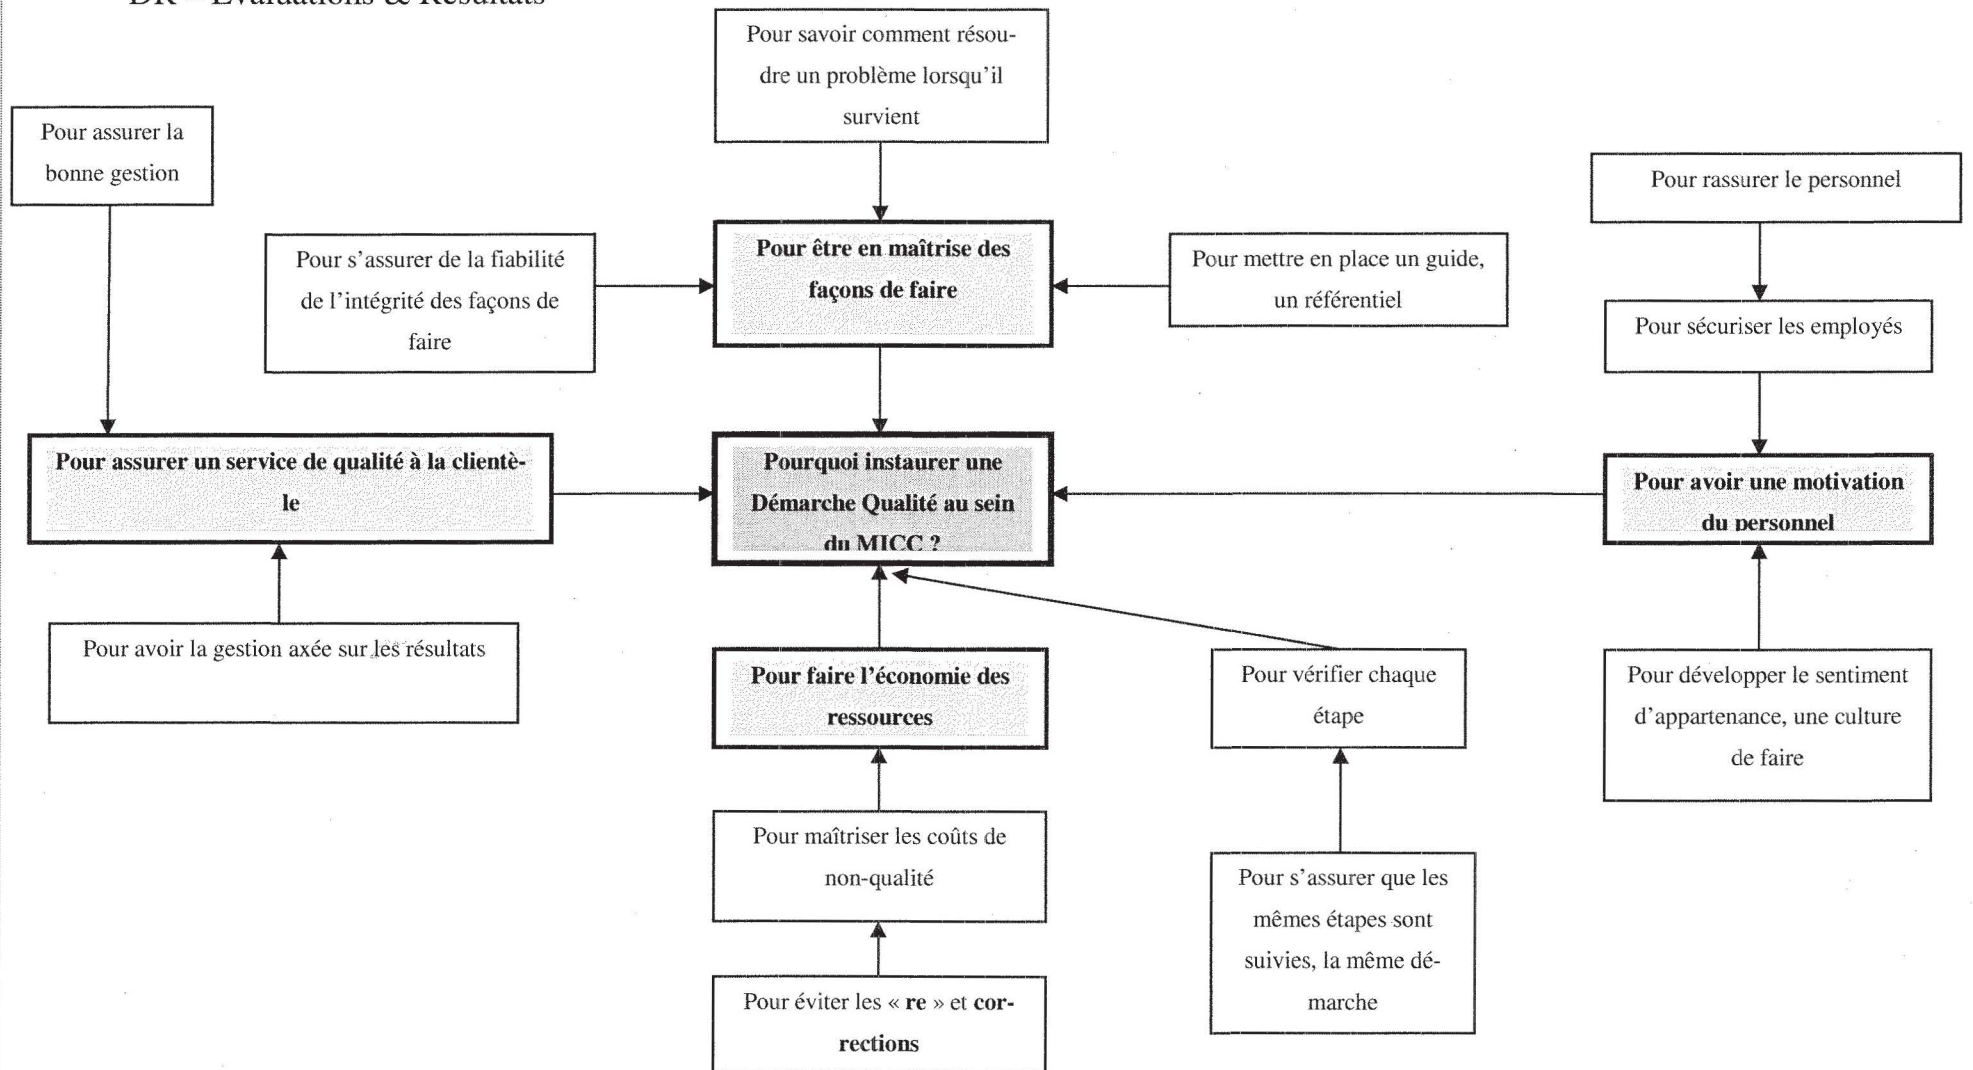 DR – Évaluations & Résultats
Pour savoir comment résou-
dre un problème lorsqu'il
survient
Pour assurer la
bonne gestion
Pour rassurer le personnel
Pour s'assurer de la fiabilité
de l'intégrité des façons de
faire
Pour être en maîtrise des
façons de faire
Pour mettre en place un guide,
un référentiel
Pour sécuriser les employés
Pour assurer un service de qualité à la clientè-
le
Pourquoi instaurer une
Démarche Qualité au sein
du MICC ?
Pour avoir une motivation
du personnel
Pour avoir la gestion axée sur les résultats
Pour faire l'économie des
ressources
Pour vérifier chaque
étape
Pour développer le sentiment
d'appartenance, une culture
de faire
Pour maîtriser les coûts de
non-qualité
Pour s'assurer que les
mêmes étapes sont
suivies, la même dé-
marche
Pour éviter les « re » et cor-
rections